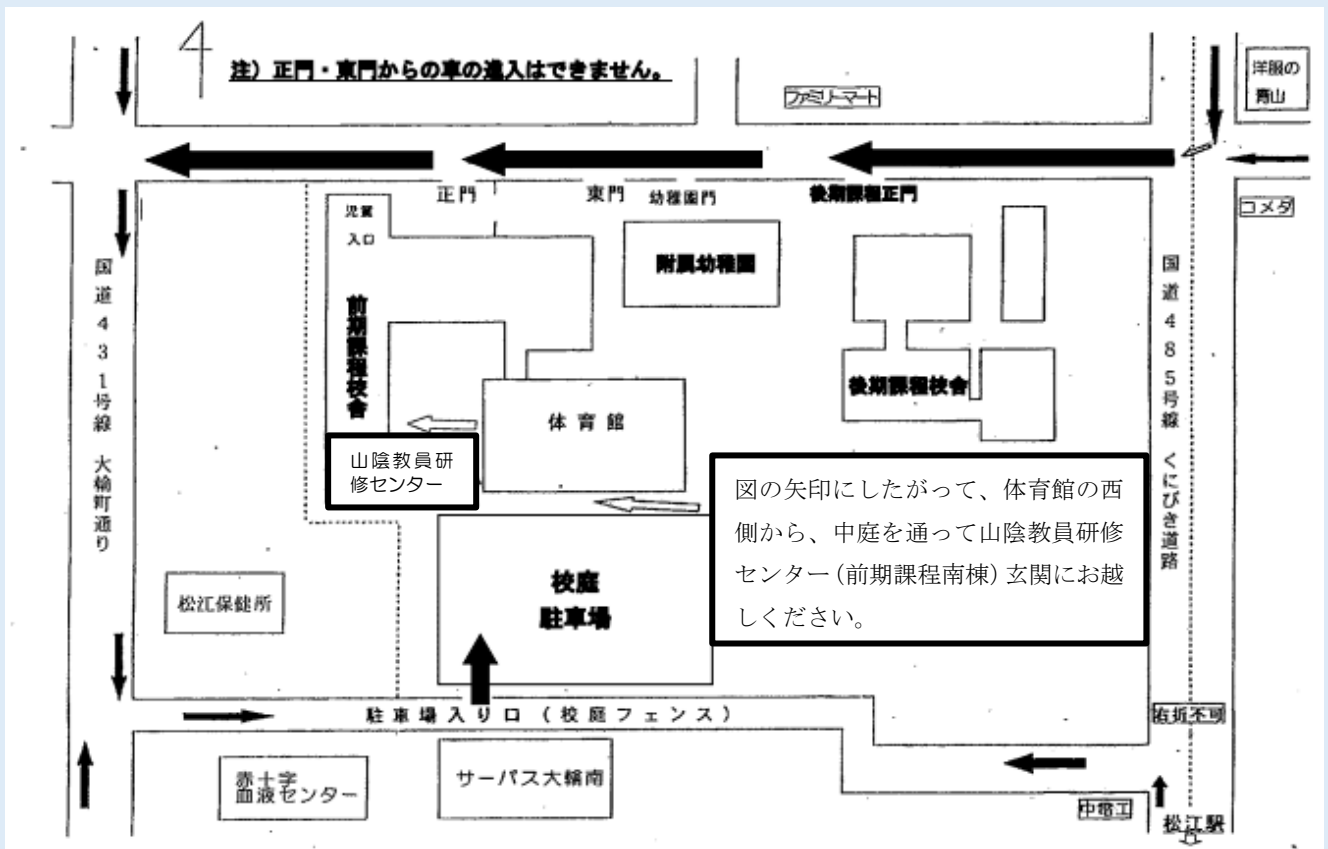 注）正門・東門からの車の進入はできません。
洋服の
青山
ファミリーマート
正門
東門
幼稚園門
後期課程正門
コメダ
児童
入口
附属幼稚園
国道431号線 大輪町通り
前期課程校舎
国道485号線 くにびき道路
後期課程校舎
体育館
山陰教員研
修センター
図の矢印にしたがって、体育館の西
側から、中庭を通って山陰教員研修
センター(前期課程南棟)玄関にお越
しください。
校庭
駐車場
松江保健所
駐車場入り口（校庭フェンス）
右折不可
赤十字
血液センター
サーパス大輪南
松江駅